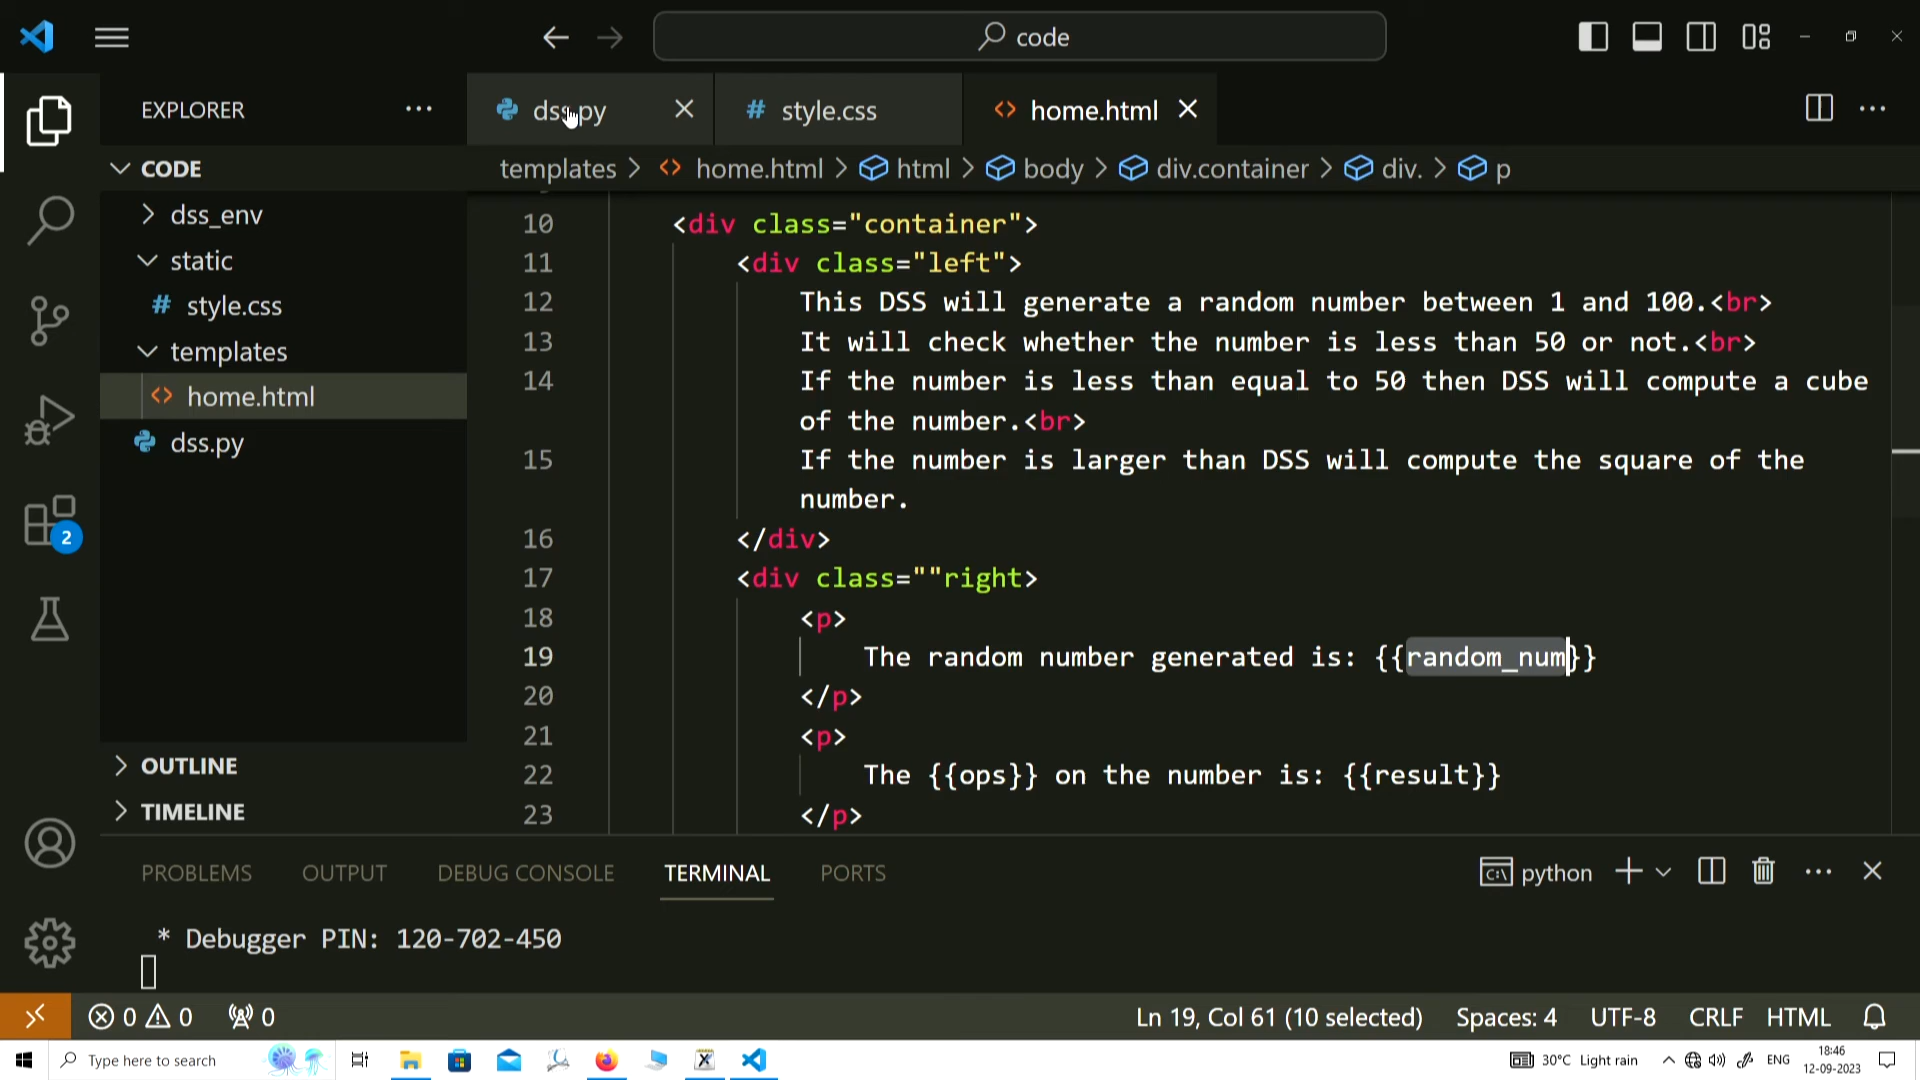 code
EXPLORER
dss.py
style.css
home.html
templates > home.html > html > body > div.container > div. > p
CODE
dss_env
static
style.css
templates
home.html
dss.py
OUTLINE
TIMELINE
10 <div class="container">
11 <div class="left">
12 This DSS will generate a random number between 1 and 100.<br>
13 It will check whether the number is less than 50 or not.<br>
14 If the number is less than equal to 50 then DSS will compute a cube
of the number.<br>
15 If the number is larger than DSS will compute the square of the
number.
16 </div>
17 <div class=""right>
18 <p>
19 The random number generated is: {{random_num}}
20 </p>
21 <p>
22 The {{ops}} on the number is: {{result}}
23 </p>
2
PROBLEMS OUTPUT DEBUG CONSOLE TERMINAL PORTS
python
* Debugger PIN: 120-702-450
0 0 0
Ln 19, Col 61 (10 selected) Spaces: 4 UTF-8 CRLF HTML
Type here to search
30°C Light rain
ENG
18:46
12-09-2023